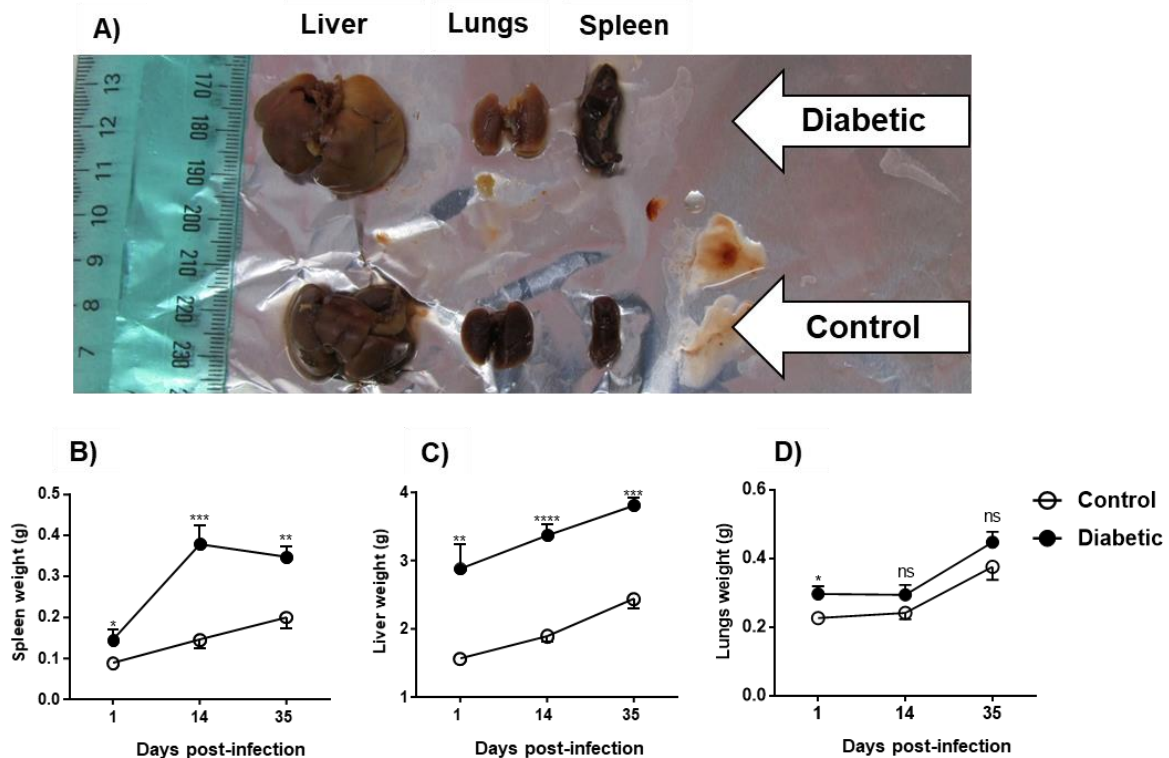 A)
Liver
Lungs
Spleen
13
12
11
10
9
8
7
170
180
190
200
210
220
230
Diabetic
Control
B)
Spleen weight (g)
0.5
0.4
0.3
0.2
0.1
0.0
*
***
**
1
14
35
Days post-infection
C)
Liver weight (g)
4
3
2
1
**
****
***
1
14
35
Days post-infection
D)
Lungs weight (g)
0.6
0.4
0.2
0.0
*
ns
ns
1
14
35
Days post-infection
Control
Diabetic